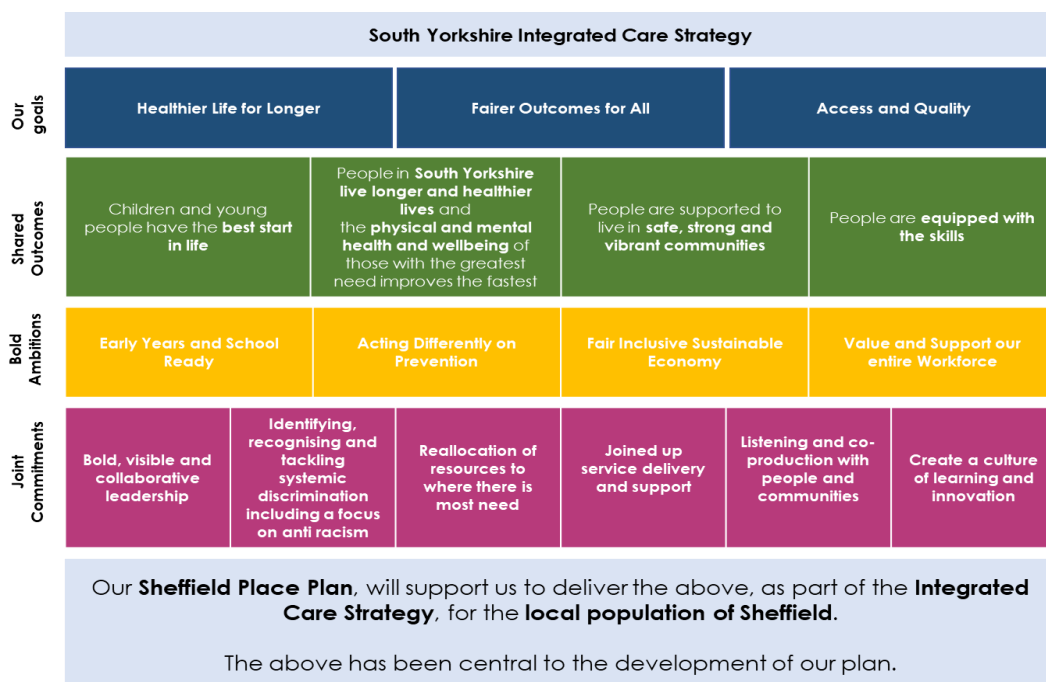 South Yorkshire Integrated Care Strategy
Our
goals
Healthier Life for Longer
Fairer Outcomes for All
Access and Quality
Shared
Outcomes
Children and young
people have the best start
in life
People in South Yorkshire
live longer and healthier
lives and
the physical and mental
health and wellbeing of
those with the greatest
need improves the fastest
People are supported to
live in safe, strong and
vibrant communities
People are equipped with
the skills
Bold
Ambitions
Early Years and School
Ready
Acting Differently on
Prevention
Fair Inclusive Sustainable
Economy
Value and Support our
entire Workforce
Joint
Commitments
Bold, visible and
collaborative
leadership
Identifying,
recognising and
tackling
systemic
discrimination
including a focus
on anti racism
Reallocation of
resources to
where there is
most need
Joined up
service delivery
and support
Listening and co-
production with
people and
communities
Create a culture
of learning and
innovation
Our Sheffield Place Plan, will support us to deliver the above, as part of the Integrated
Care Strategy, for the local population of Sheffield.
The above has been central to the development of our plan.